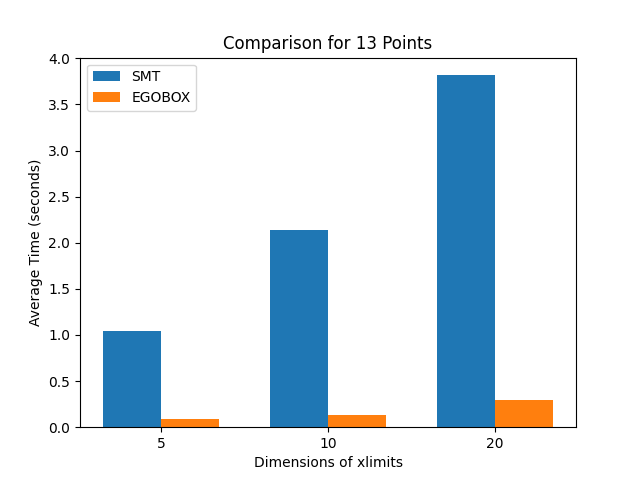 Comparison for 13 Points
SMT
EGOBOX
4.0
3.5
3.0
2.5
2.0
1.5
1.0
0.5
0.0
Average Time (seconds)
5 10 20
Dimensions of xlimits